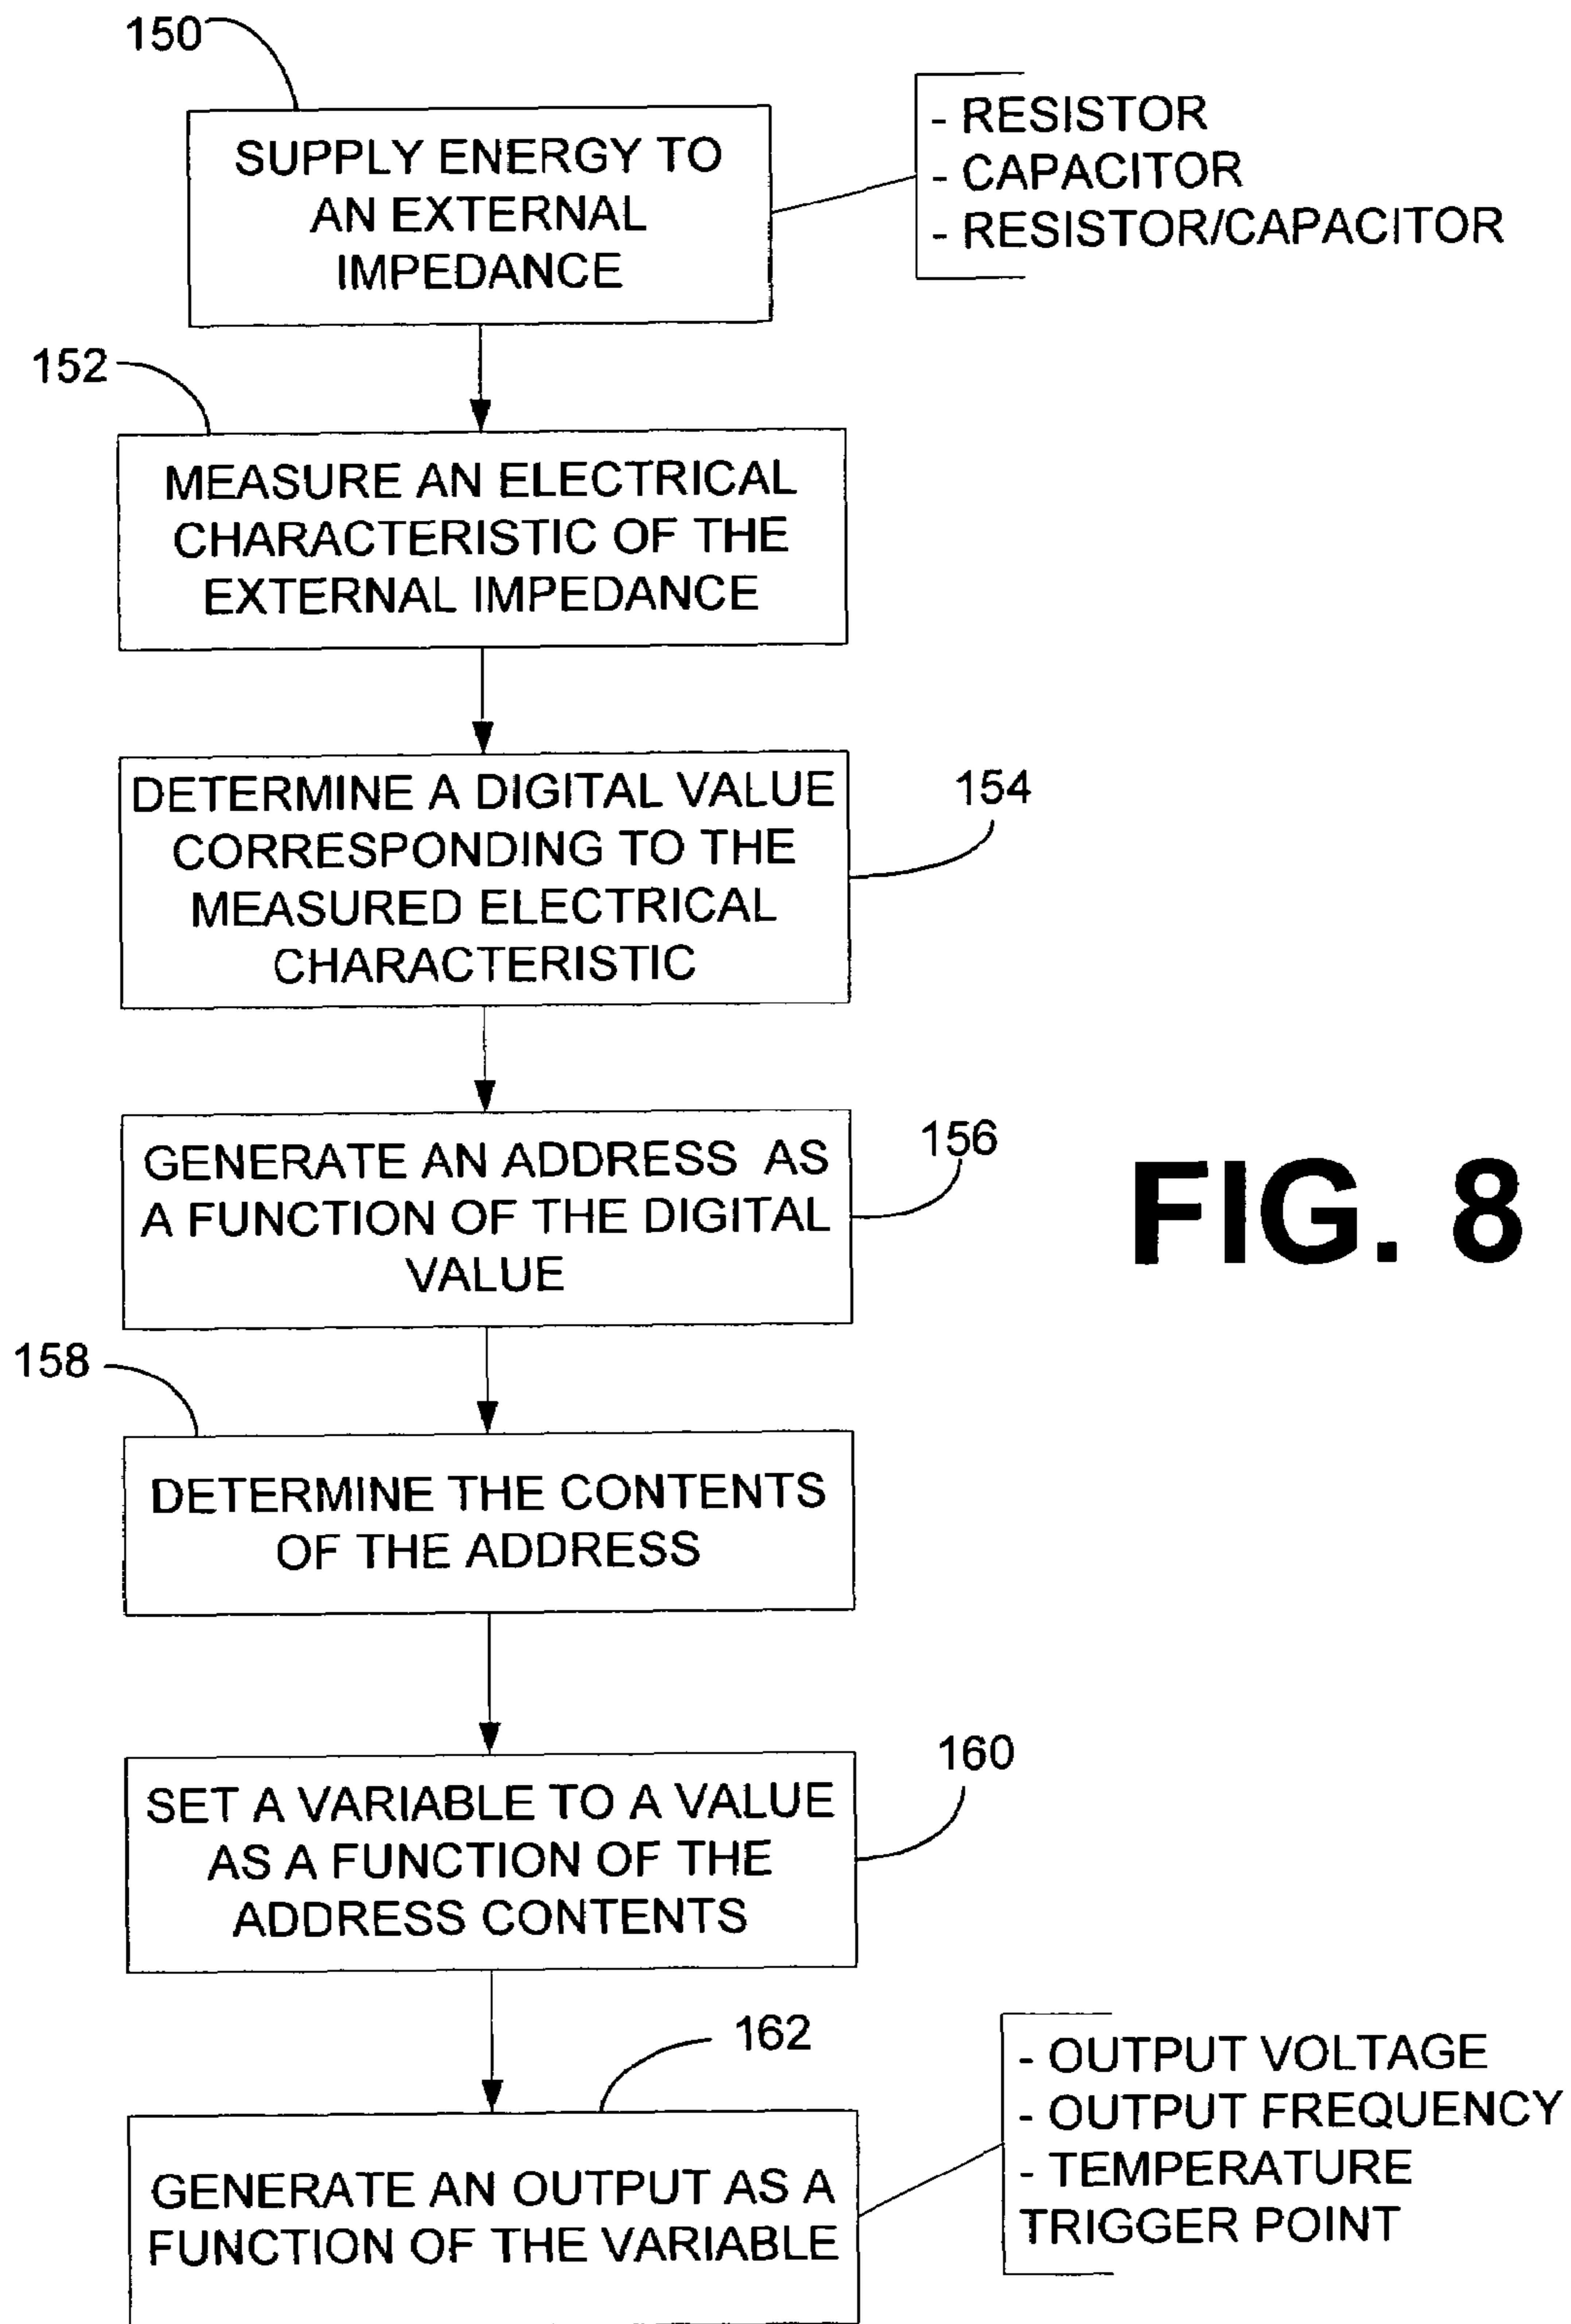 150
SUPPLY ENERGY TO
AN EXTERNAL
IMPEDANCE
- RESISTOR
- CAPACITOR
- RESISTOR/CAPACITOR
152
MEASURE AN ELECTRICAL
CHARACTERISTIC OF THE
EXTERNAL IMPEDANCE
DETERMINE A DIGITAL VALUE
CORRESPONDING TO THE
MEASURED ELECTRICAL
CHARACTERISTIC
154
GENERATE AN ADDRESS AS
A FUNCTION OF THE DIGITAL
VALUE
156
FIG. 8
158
DETERMINE THE CONTENTS
OF THE ADDRESS
160
SET A VARIABLE TO A VALUE
AS A FUNCTION OF THE
ADDRESS CONTENTS
162
GENERATE AN OUTPUT AS A
FUNCTION OF THE VARIABLE
- OUTPUT VOLTAGE
- OUTPUT FREQUENCY
- TEMPERATURE
TRIGGER POINT